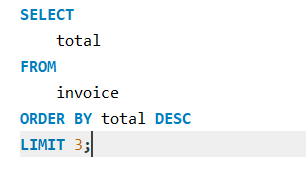 SELECT
    total
FROM
    invoice
ORDER BY total DESC
LIMIT 3;